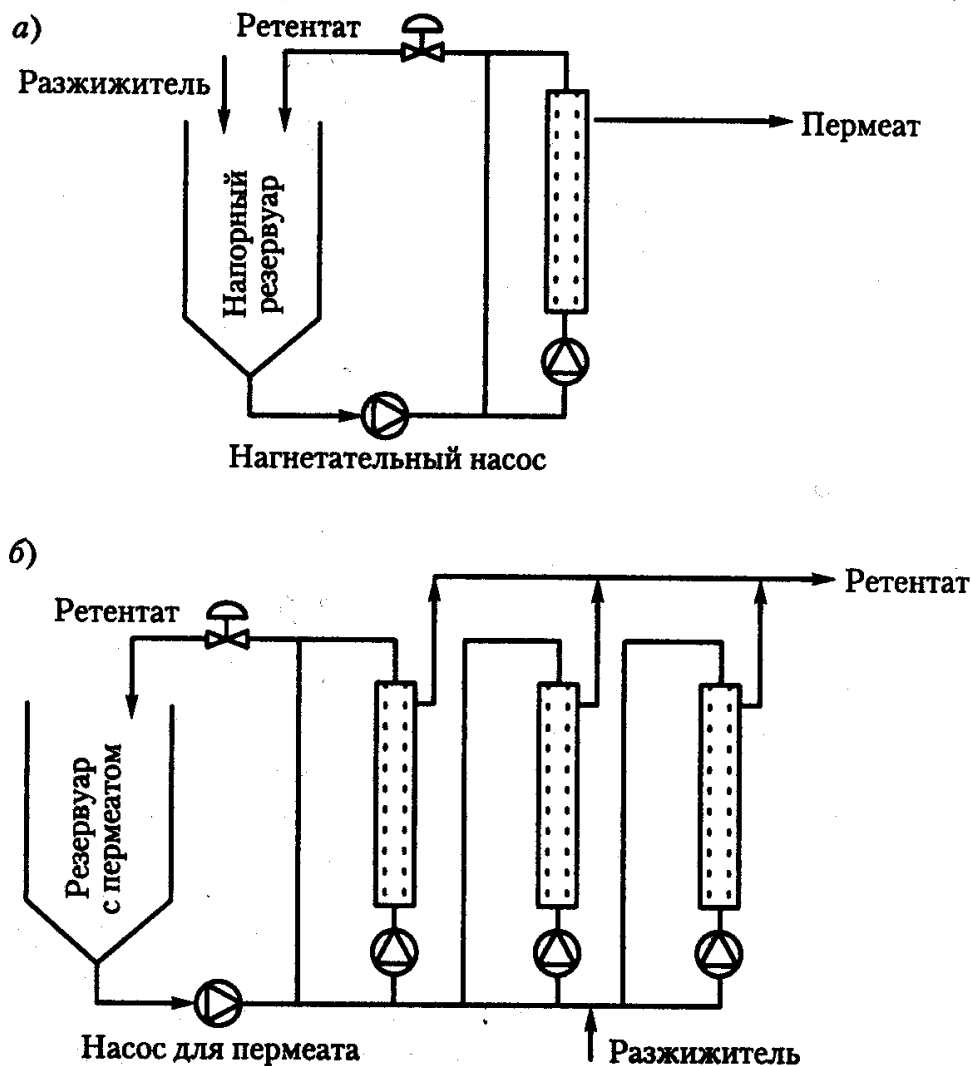 а)
Ретентат
Разжижитель
Пермеат
Напорный
резервуар
Нагнетательный насос
б)
Ретентат
Ретентат
Резервуар
с пермеатом
Насос для пермеата
Разжижитель